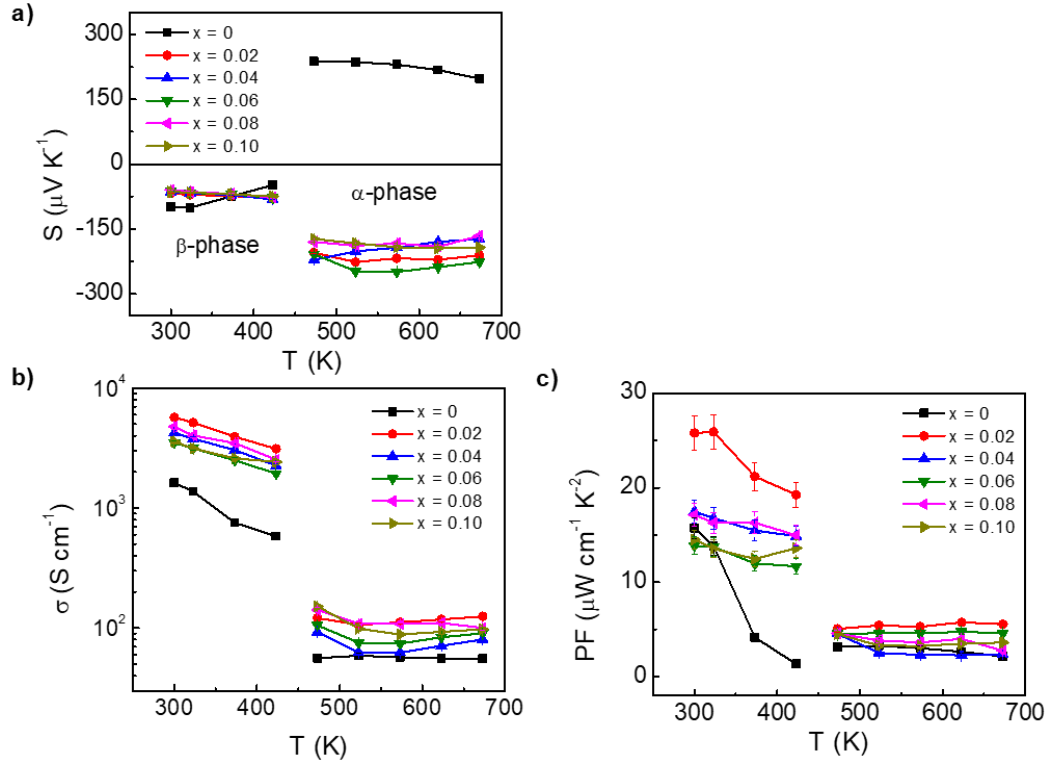 a)
300
150
0
-150
-300
S (μV K⁻¹)
χ = 0
χ = 0.02
χ = 0.04
χ = 0.06
χ = 0.08
χ = 0.10
α-phase
β-phase
300 400 500 600 700
T (K)
b)
10⁴
10³
10²
σ (S cm⁻¹)
χ = 0
χ = 0.02
χ = 0.04
χ = 0.06
χ = 0.08
χ = 0.10
300 400 500 600 700
T (K)
c)
30
20
10
0
PF (μW cm⁻¹ K⁻²)
χ = 0
χ = 0.02
χ = 0.04
χ = 0.06
χ = 0.08
χ = 0.10
300 400 500 600 700
T (K)